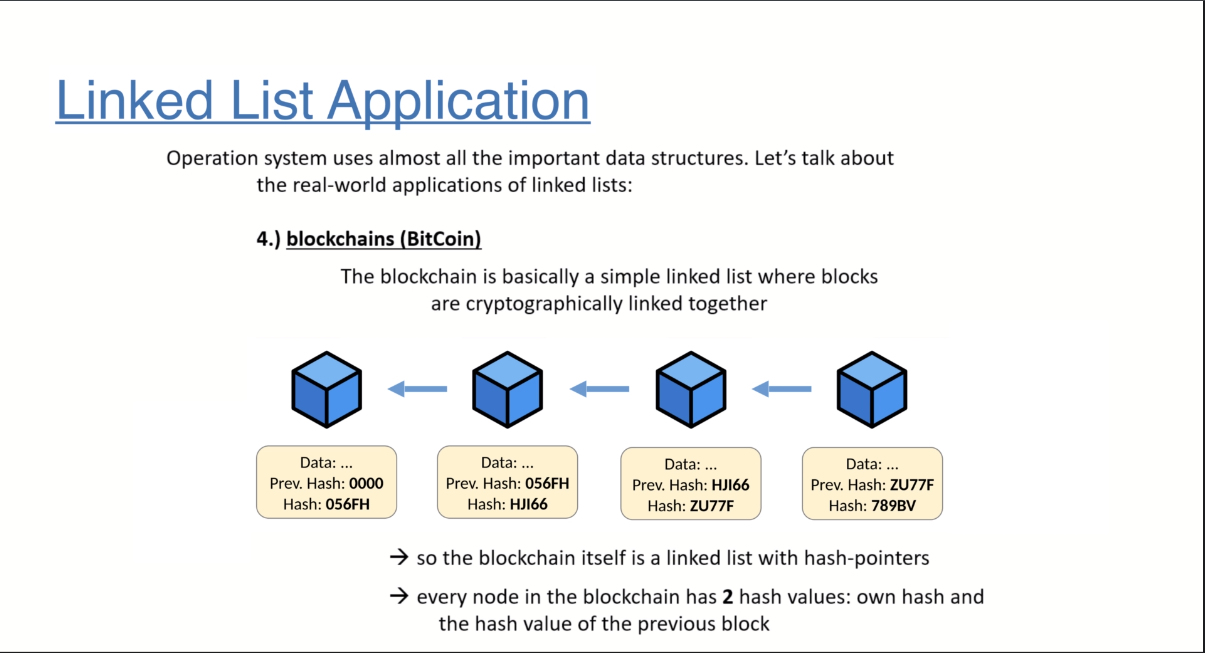 Linked List Application
Operation system uses almost all the important data structures. Let’s talk about
the real-world applications of linked lists:
4.) blockchains (BitCoin)
The blockchain is basically a simple linked list where blocks
are cryptographically linked together
Data: ...
Prev. Hash: 0000
Hash: 056FH
Data: ...
Prev. Hash: 056FH
Hash: HJI66
Data: ...
Prev. Hash: HJI66
Hash: ZU77F
Data: ...
Prev. Hash: ZU77F
Hash: 789BV
→ so the blockchain itself is a linked list with hash-pointers
→ every node in the blockchain has 2 hash values: own hash and
the hash value of the previous block